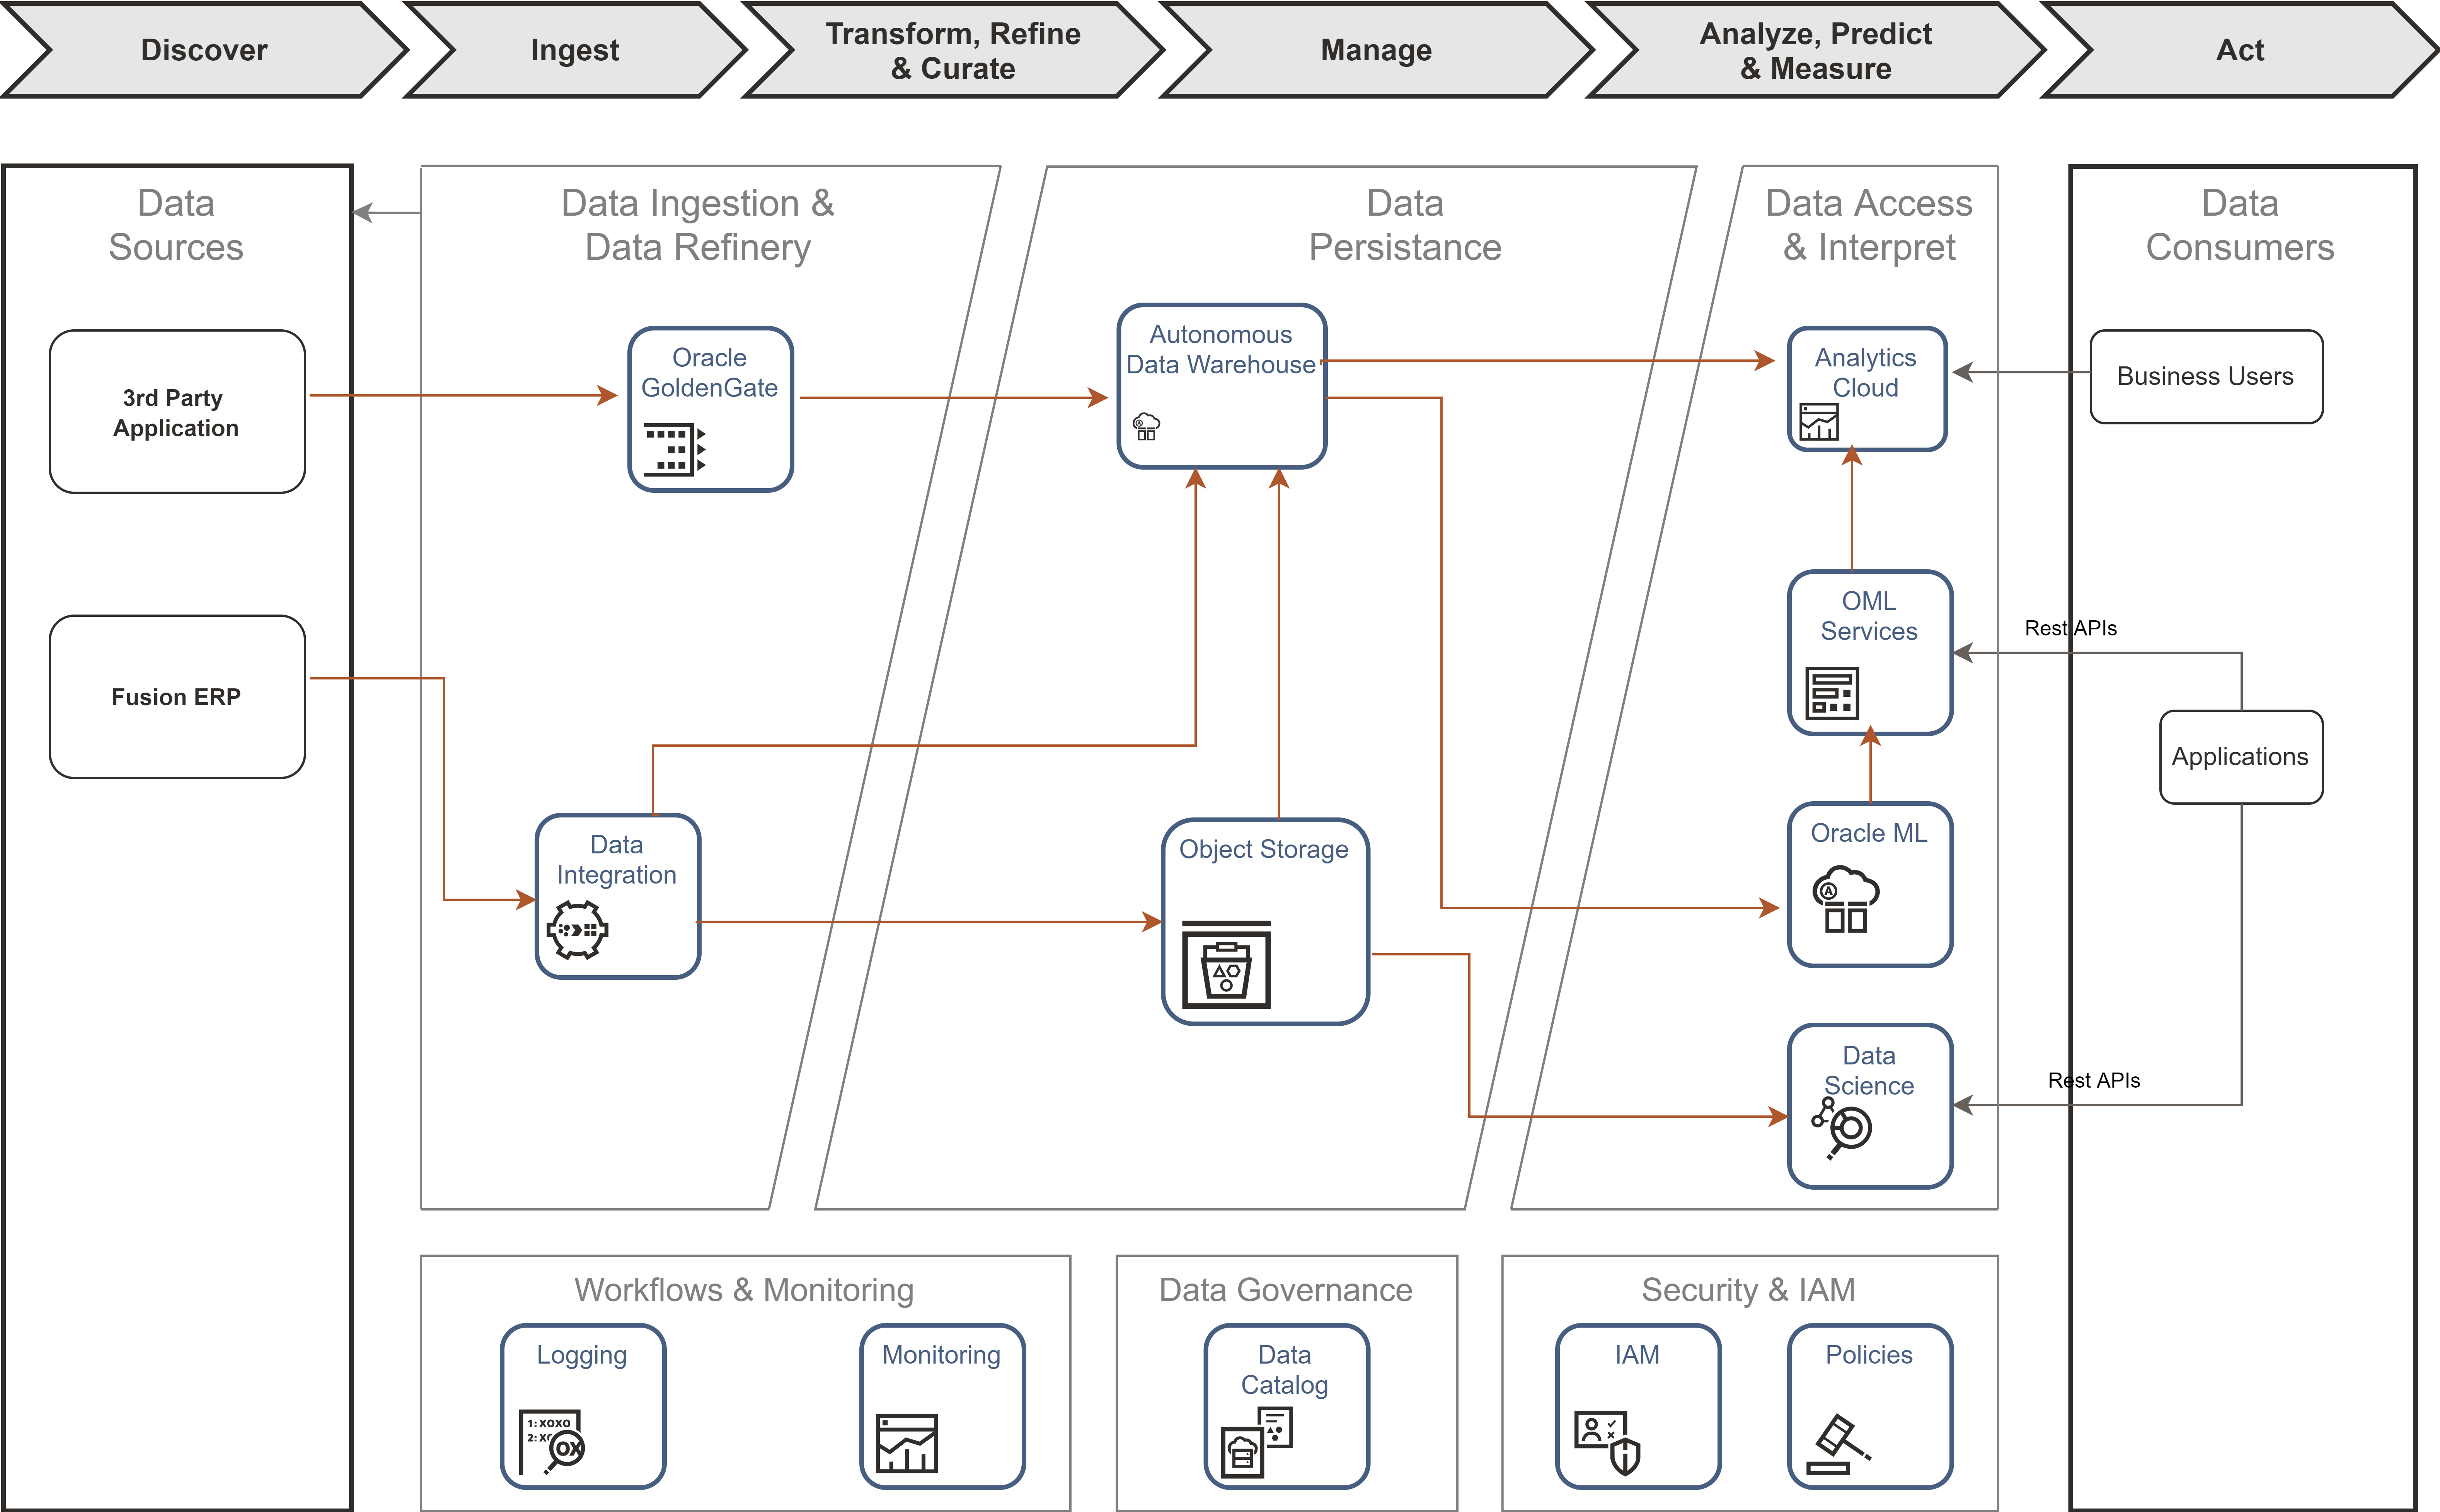 Discover
Ingest
Transform, Refine
& Curate
Manage
Analyze, Predict
& Measure
Act
Data
Sources
Data Ingestion &
Data Refinery
Data
Persistance
Data Access
& Interpret
Data
Consumers
3rd Party
Application
Oracle
GoldenGate
Autonomous
Data Warehouse
A
Analytics
Cloud
Business Users
Fusion ERP
OML
Services
Rest APIs
Applications
Data
Integration
Object Storage
Oracle ML
A
Data
Science
Rest APIs
Workflows & Monitoring
Data Governance
Security & IAM
Logging
1: XOXO
2: XC
OX
Monitoring
Data
Catalog
IAM
Policies